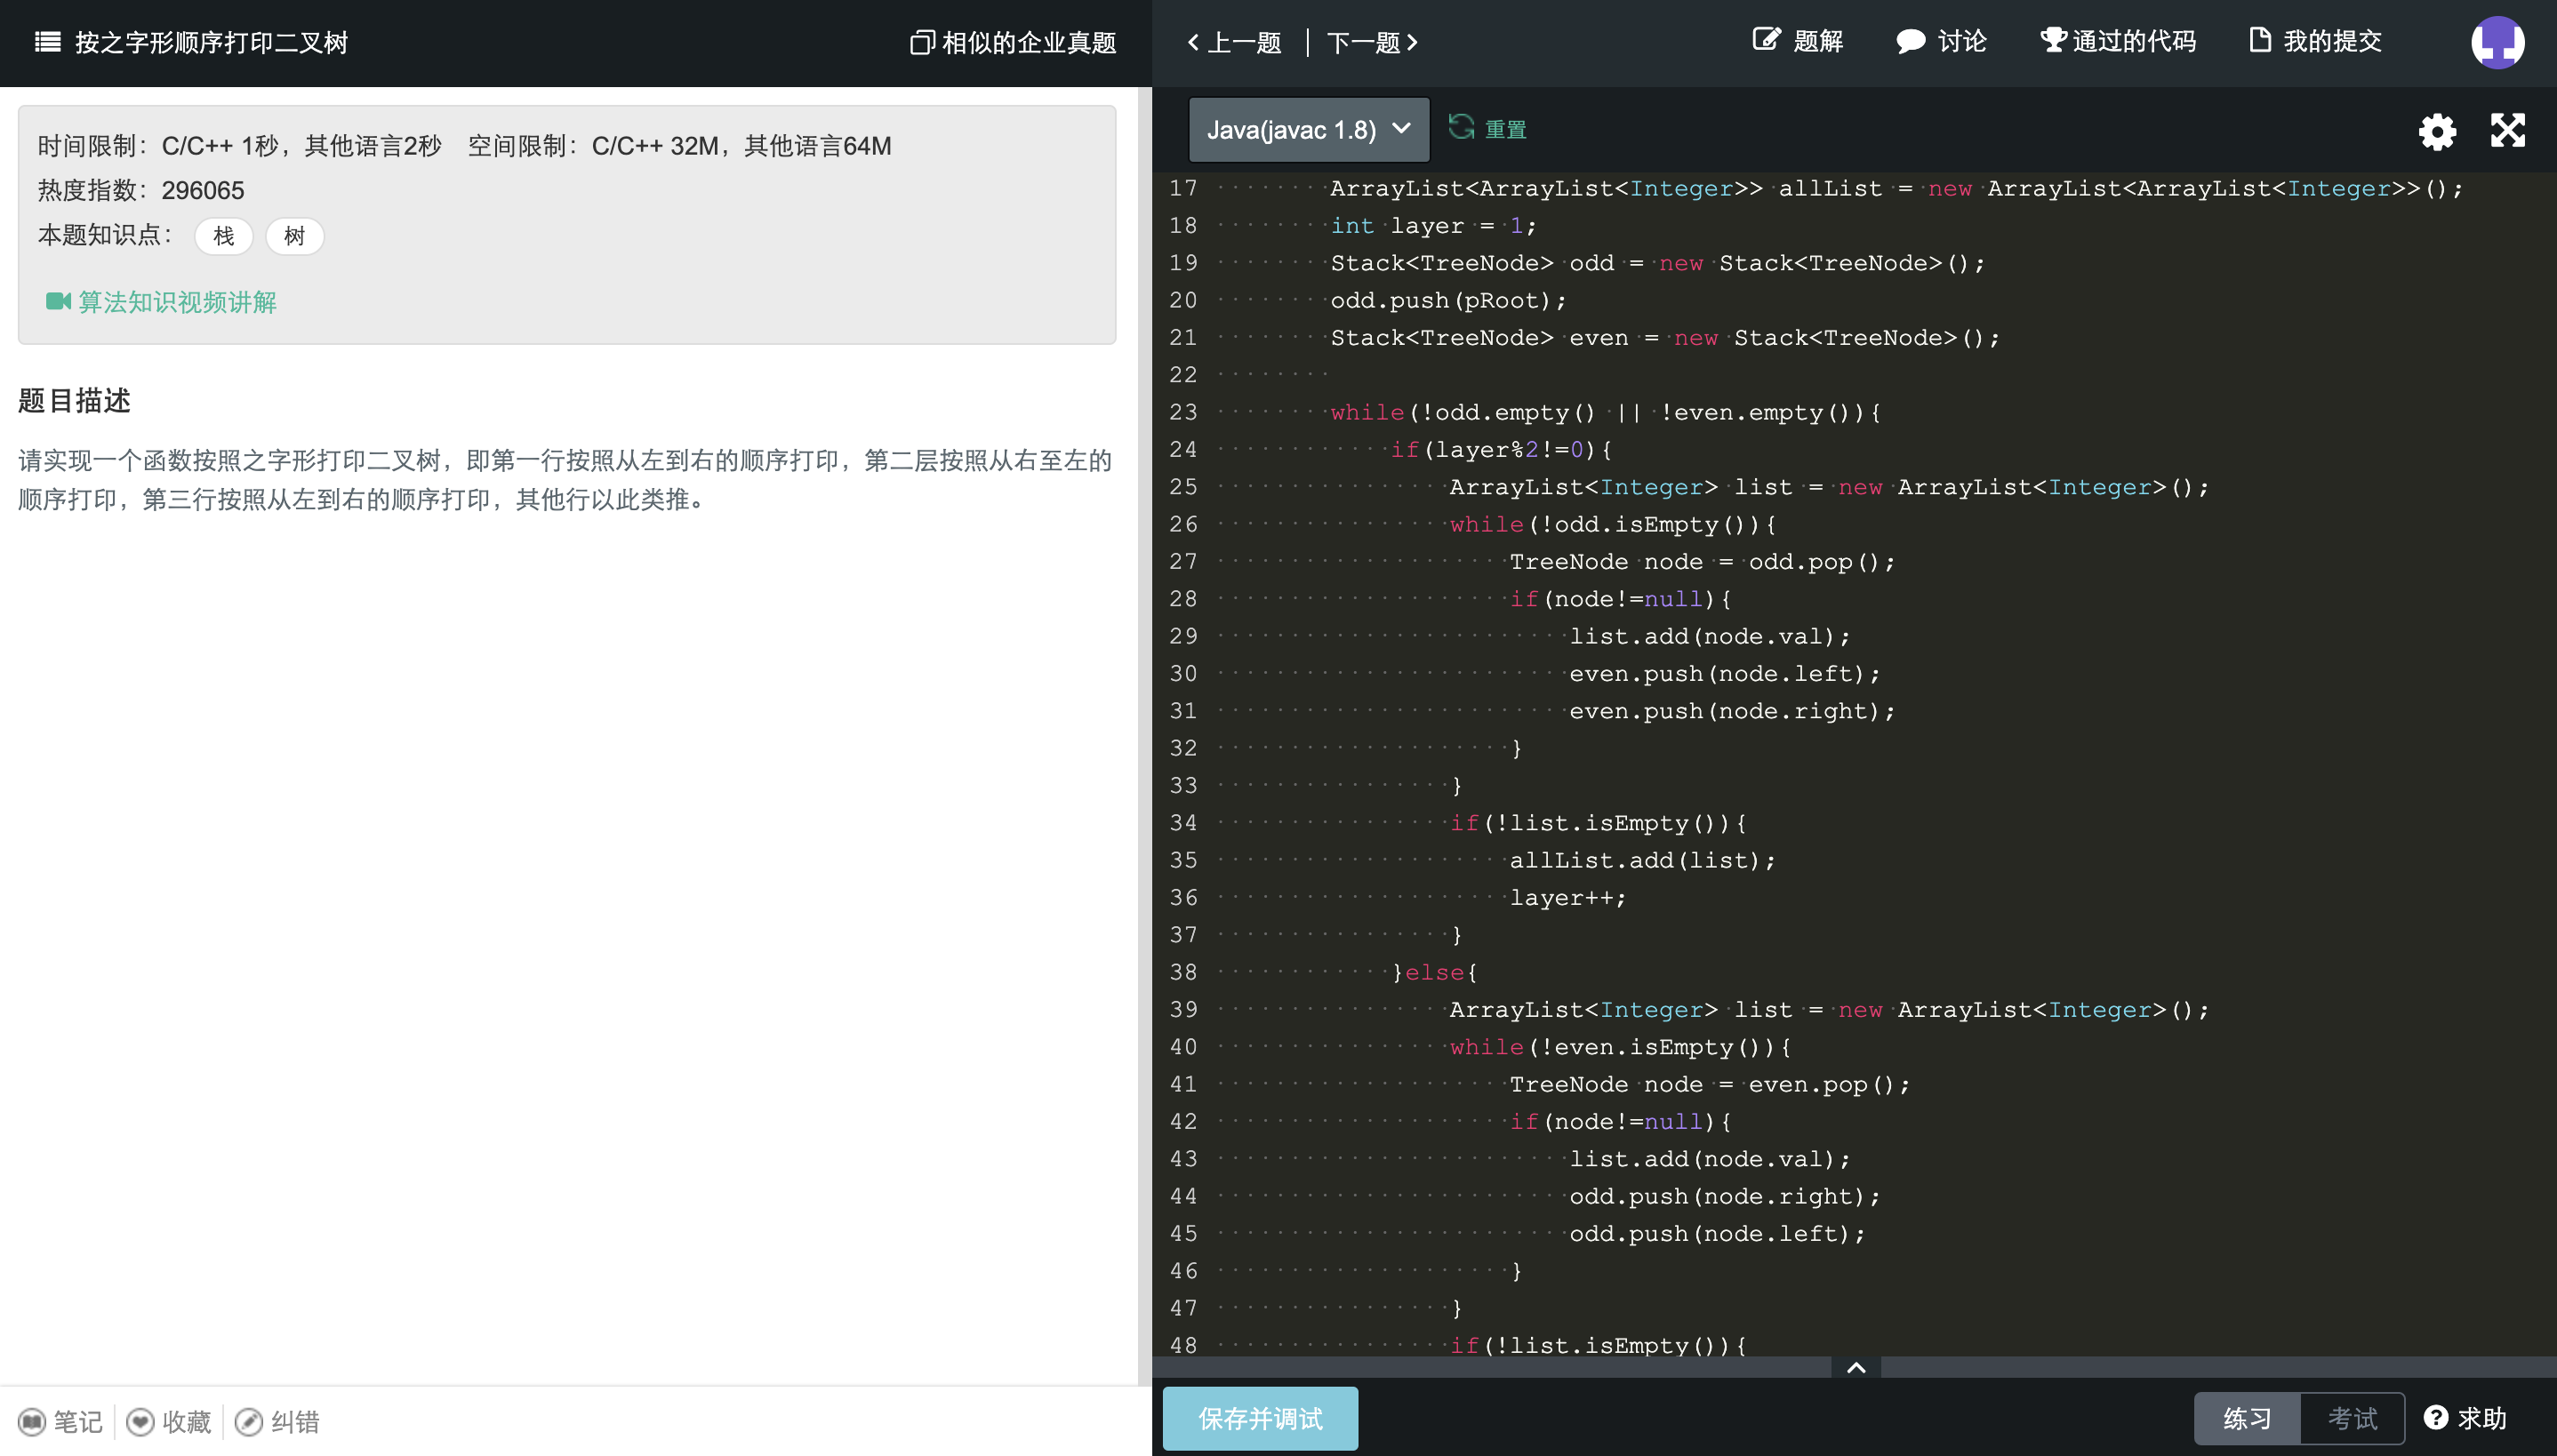 按之字形顺序打印二叉树
相似的企业真题
上一题
下一题
题解
讨论
通过的代码
我的提交
时间限制：C/C++ 1秒，其他语言2秒 空间限制：C/C++ 32M，其他语言64M
热度指数：296065
本题知识点： 栈 树
算法知识视频讲解
题目描述
请实现一个函数按照之字形打印二叉树，即第一行按照从左到右的顺序打印，第二层按照从右至左的
顺序打印，第三行按照从左到右的顺序打印，其他行以此类推。
笔记
收藏
纠错
Java(javac 1.8)
重置
17 ArrayList<ArrayList<Integer>> allList = new ArrayList<ArrayList<Integer>>();
18 int layer = 1;
19 Stack<TreeNode> odd = new Stack<TreeNode>();
20 odd.push(pRoot);
21 Stack<TreeNode> even = new Stack<TreeNode>();
22
23 while(!odd.empty() || !even.empty()){
24 if(layer%2!=0){
25 ArrayList<Integer> list = new ArrayList<Integer>();
26 while(!odd.isEmpty()){
27 TreeNode node = odd.pop();
28 if(node!=null){
29 list.add(node.val);
30 even.push(node.left);
31 even.push(node.right);
32 }
33 }
34 if(!list.isEmpty()){
35 allList.add(list);
36 layer++;
37 }
38 }else{
39 ArrayList<Integer> list = new ArrayList<Integer>();
40 while(!even.isEmpty()){
41 TreeNode node = even.pop();
42 if(node!=null){
43 list.add(node.val);
44 odd.push(node.right);
45 odd.push(node.left);
46 }
47 }
48 if(!list.isEmpty()){
保存并调试
练习
考试
求助